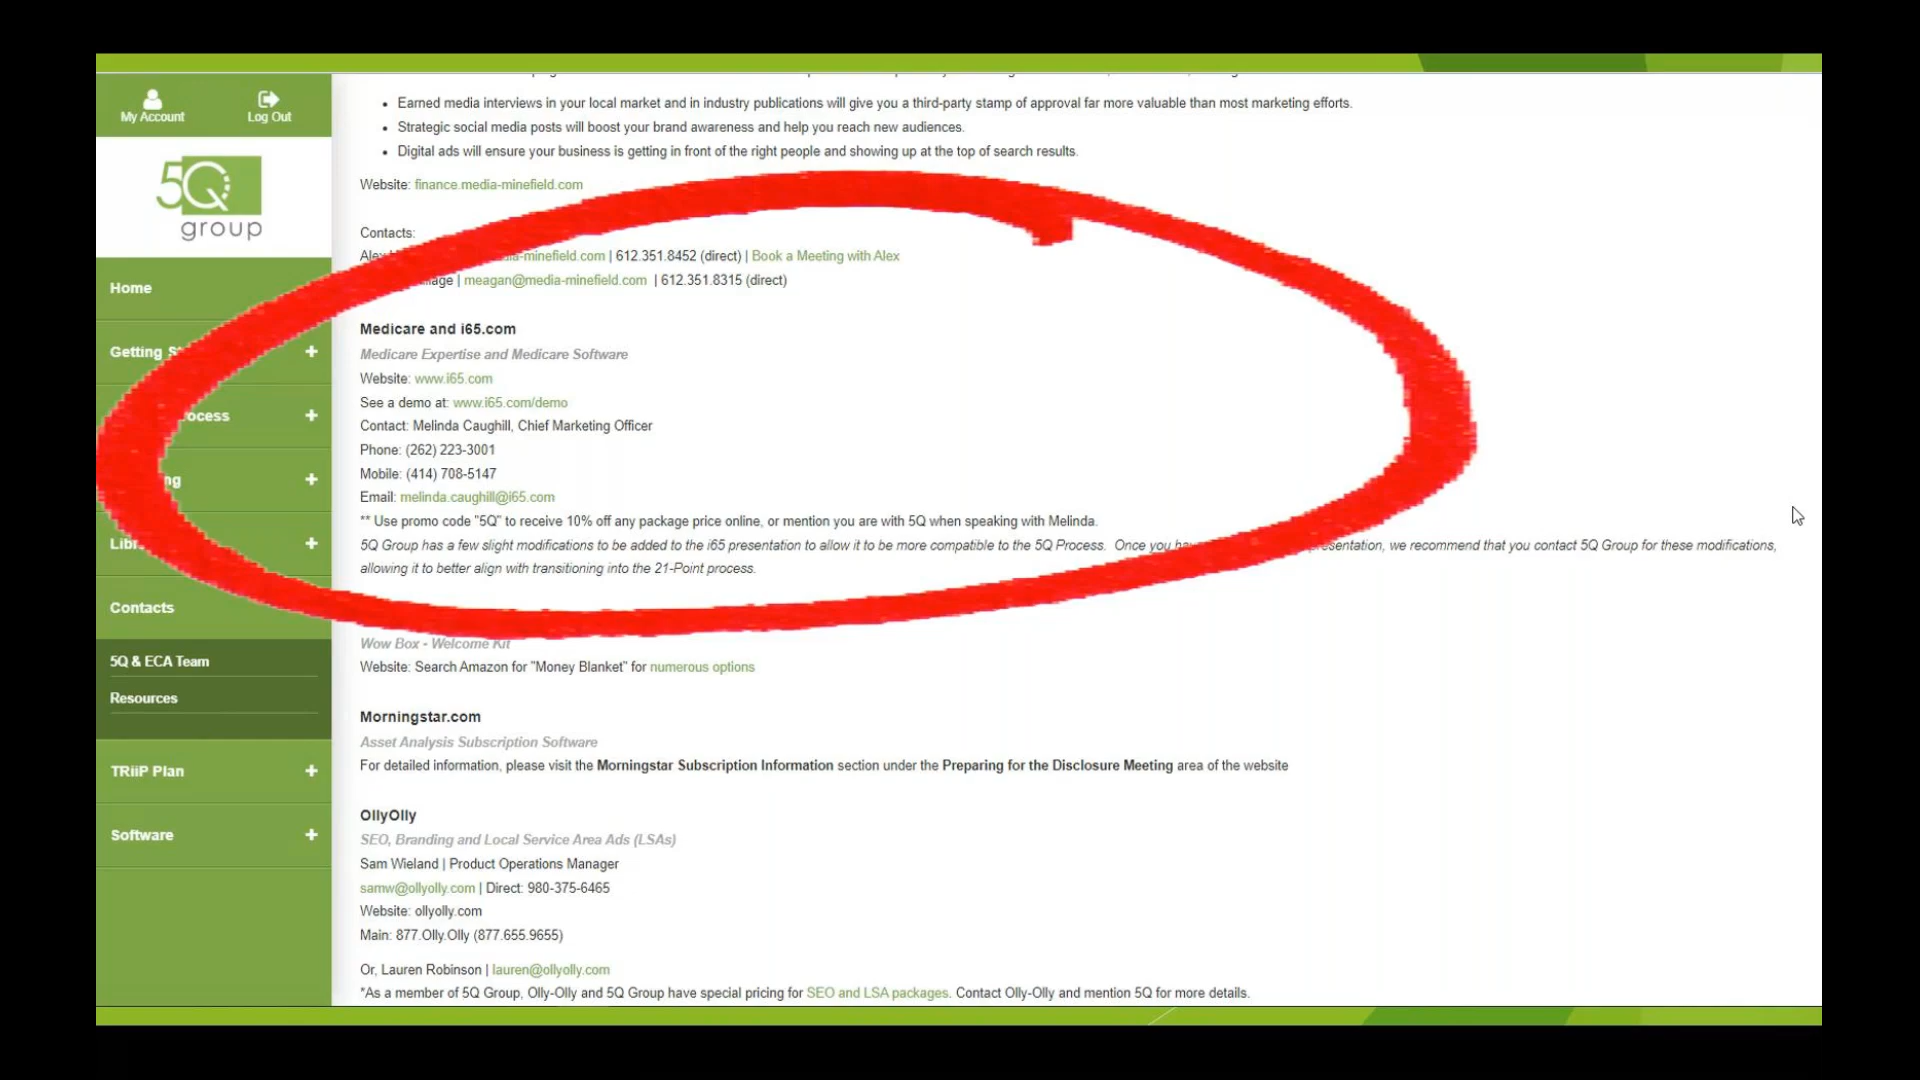 My Account
Log Out
5Q
group
Home
Getting
ocess
ng
Contacts
5Q & ECA Team
Resources
TRiiP Plan
Software
Earned media interviews in your local market and in industry publications will give you a third-party stamp of approval far more valuable than most marketing efforts.
Strategic social media posts will boost your brand awareness and help you reach new audiences.
Digital ads will ensure your business is getting in front of the right people and showing up at the top of search results.
Website: finance.media-minefield.com
Contacts:
-minefield.com | 612.351.8452 (direct) | Book a Meeting with Alex
| meagan@media-minefield.com | 612.351.8315 (direct)
Medicare and i65.com
Medicare Expertise and Medicare Software
Website: www.i65.com
See a demo at: www.i65.com/demo
Contact: Melinda Caughill, Chief Marketing Officer
Phone: (262) 223-3001
Mobile: (414) 708-5147
Email: melinda.caughill@i65.com
** Use promo code "5Q" to receive 10% off any package price online, or mention you are with 5Q when speaking with Melinda.
5Q Group has a few slight modifications to be added to the i65 presentation to allow it to be more compatible to the 5Q Process. Once you, we recommend that you contact 5Q Group for these modifications,
allowing it to better align with transitioning into the 21-Point process.
Wow Box - Welcome Kit
Website: Search Amazon for "Money Blanket" for numerous options
Morningstar.com
Asset Analysis Subscription Software
For detailed information, please visit the Morningstar Subscription Information section under the Preparing for the Disclosure Meeting area of the website
OllyOlly
SEO, Branding and Local Service Area Ads (LSAs)
Sam Wieland | Product Operations Manager
samw@ollyolly.com | Direct: 980-375-6465
Website: ollyolly.com
Main: 877.Olly.Olly (877.655.9655)
Or, Lauren Robinson | lauren@ollyolly.com
*As a member of 5Q Group, Olly-Olly and 5Q Group have special pricing for SEO and LSA packages. Contact Olly-Olly and mention 5Q for more details.